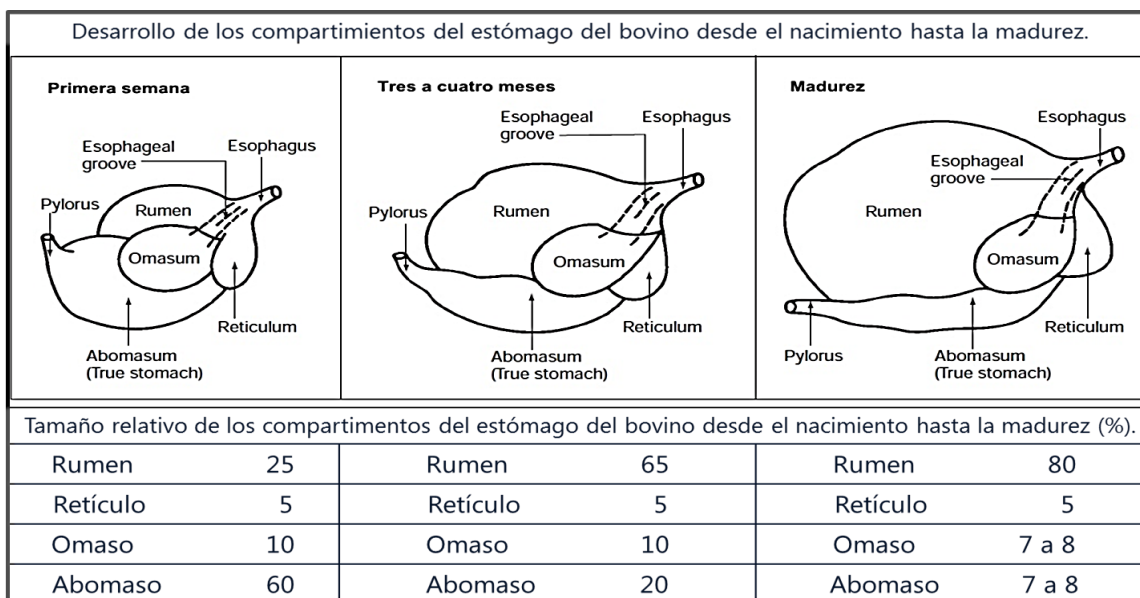 Desarrollo de los compartimientos del estómago del bovino desde el nacimiento hasta la madurez.
Primera semana
Esophageal
groove
Esophagus
Pylorus
Rumen
Omasum
Reticulum
Abomasum
(True stomach)
Tres a cuatro meses
Esophageal
groove
Esophagus
Pylorus
Rumen
Omasum
Reticulum
Abomasum
(True stomach)
Madurez
Esophagus
Esophageal
groove
Rumen
Omasum
Reticulum
Pylorus
Abomasum
(True stomach)
Tamaño relativo de los compartimentos del estómago del bovino desde el nacimiento hasta la madurez (%).
Rumen 25 Rumen 65 Rumen 80
Retículo 5 Retículo 5 Retículo 5
Omaso 10 Omaso 10 Omaso 7 a 8
Abomaso 60 Abomaso 20 Abomaso 7 a 8